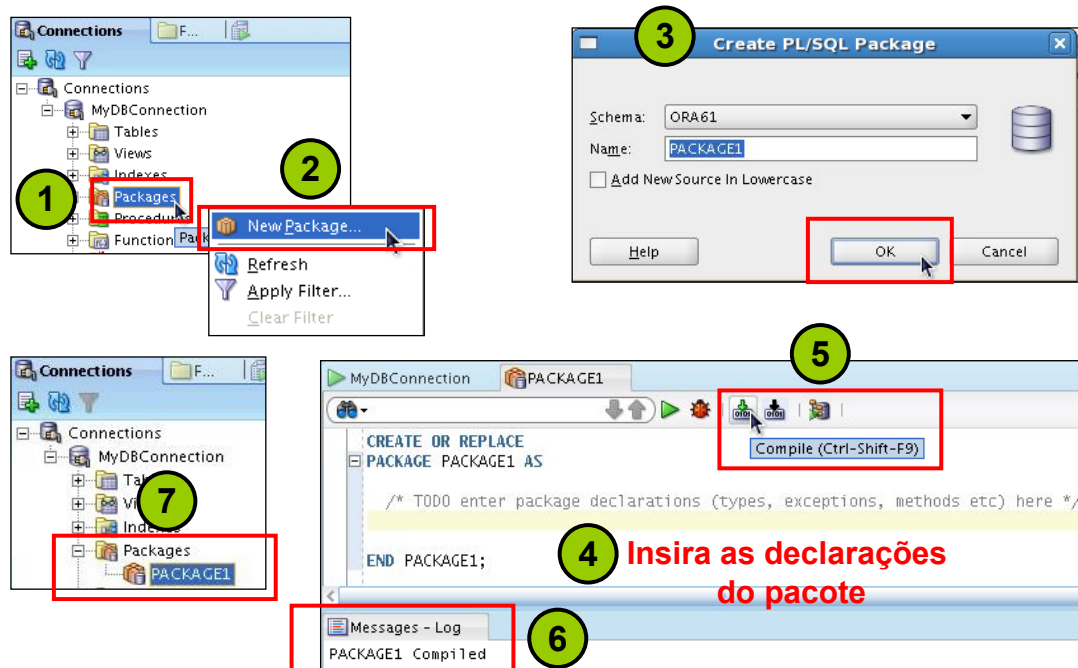 Connections
F...
Connections
MyDBConnection
Tables
Views
Indexes
1
Packages
Procedures
Function
2
New Package...
Refresh
Apply Filter...
Clear Filter
3
Create PL/SQL Package
Schema:
ORA61
Name:
PACKAGE1
Add New Source In Lowercase
Help
OK
Cancel
Connections
F...
Connections
MyDBConnection
7
Packages
PACKAGE1
5
MyDBConnection
PACKAGE1
Compile (Ctrl-Shift-F9)
CREATE OR REPLACE
PACKAGE PACKAGE1 AS
/* TODO enter package declarations (types, exceptions, methods etc) here */
END PACKAGE1;
4
Insira as declarações
do pacote
Messages - Log
6
PACKAGE1 Compiled